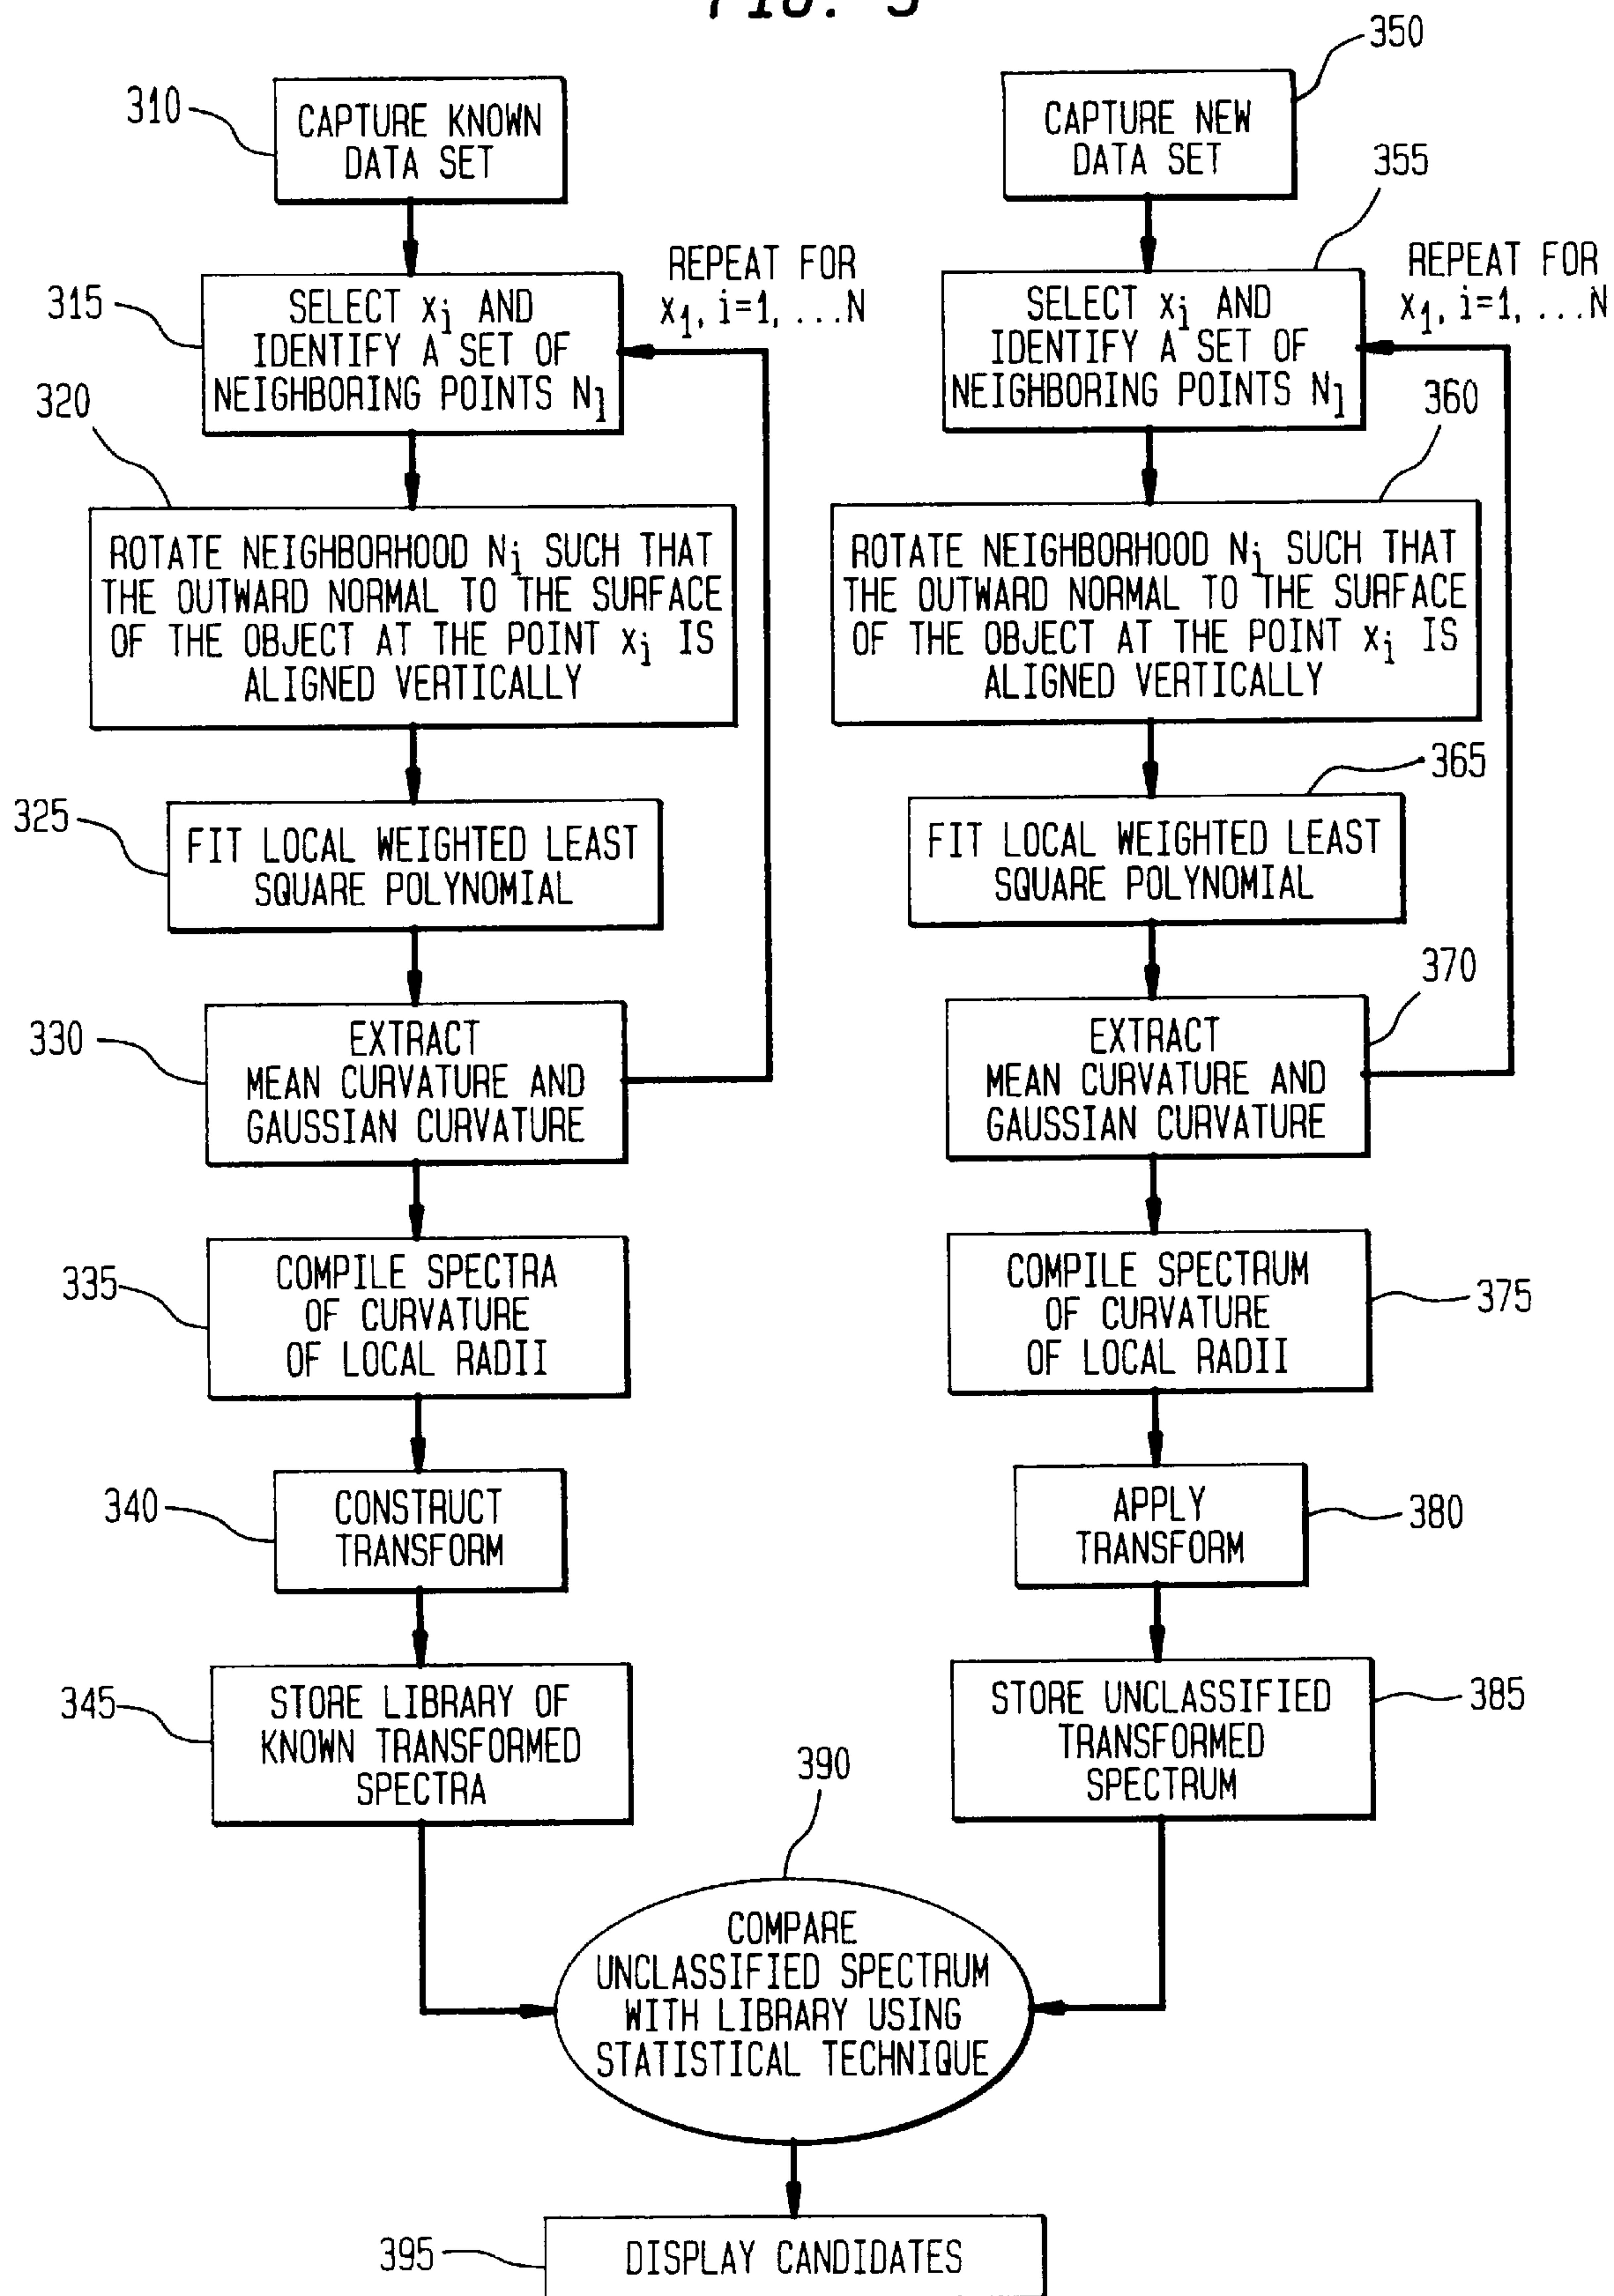 FIG. 3
350
310
CAPTURE KNOWN
DATA SET
CAPTURE NEW
DATA SET
355
315
SELECT xi AND
IDENTIFY A SET OF
NEIGHBORING POINTS Nl
REPEAT FOR
x1, i=1, ...N
SELECT xi AND
IDENTIFY A SET OF
NEIGHBORING POINTS Nl
REPEAT FOR
x1, i=1, ...N
320
360
ROTATE NEIGHBORHOOD Ni SUCH THAT
THE OUTWARD NORMAL TO THE SURFACE
OF THE OBJECT AT THE POINT xi IS
ALIGNED VERTICALLY
ROTATE NEIGHBORHOOD Ni SUCH THAT
THE OUTWARD NORMAL TO THE SURFACE
OF THE OBJECT AT THE POINT xi IS
ALIGNED VERTICALLY
325
365
FIT LOCAL WEIGHTED LEAST
SQUARE POLYNOMIAL
FIT LOCAL WEIGHTED LEAST
SQUARE POLYNOMIAL
330
370
EXTRACT
MEAN CURVATURE AND
GAUSSIAN CURVATURE
EXTRACT
MEAN CURVATURE AND
GAUSSIAN CURVATURE
335
COMPILE SPECTRA
OF CURVATURE
OF LOCAL RADII
COMPILE SPECTRUM
OF CURVATURE
OF LOCAL RADII
375
340
CONSTRUCT
TRANSFORM
APPLY
TRANSFORM
380
345
STORE LIBRARY OF
KNOWN TRANSFORMED
SPECTRA
STORE UNCLASSIFIED
TRANSFORMED
SPECTRUM
385
390
COMPARE
UNCLASSIFIED SPECTRUM
WITH LIBRARY USING
STATISTICAL TECHNIQUE
395
DISPLAY CANDIDATES